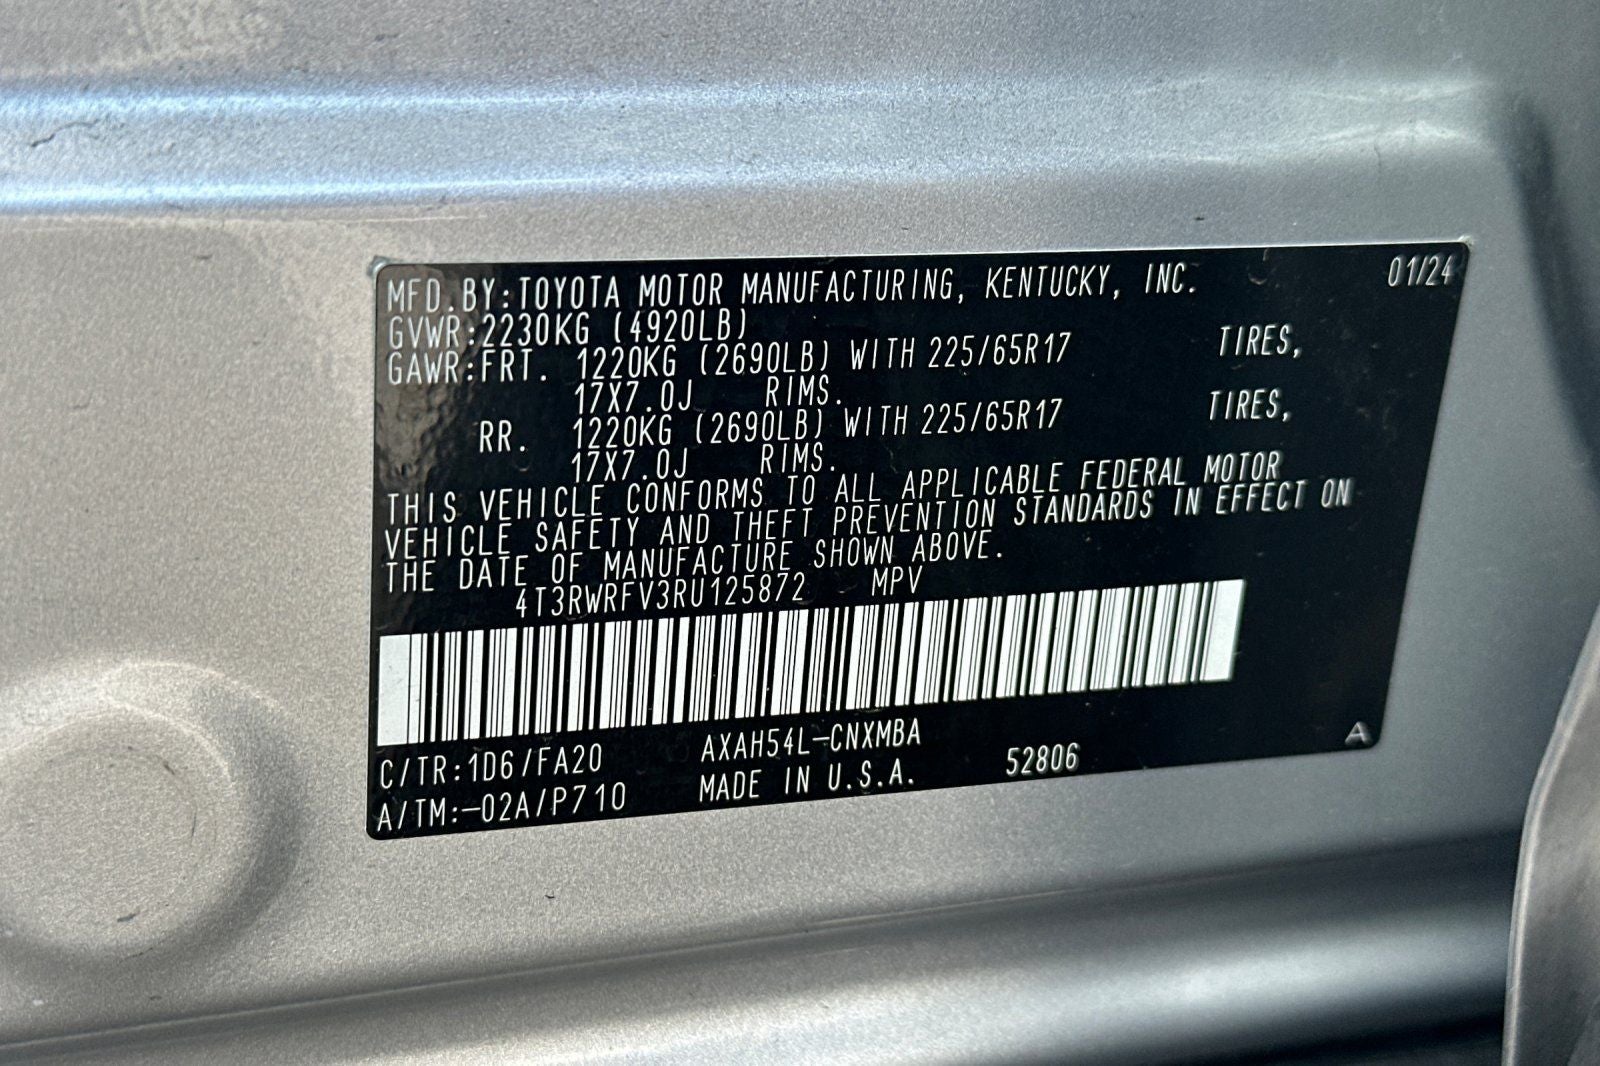 MFD.BY:TOYOTA MOTOR MANUFACTURING, KENTUCKY, INC. 01/24
GVWR:2230KG (4920LB)
GAWR:FRT. 1220KG (2690LB) WITH 225/65R17 TIRES,
17X7.0J RIMS.
RR. 1220KG (2690LB) WITH 225/65R17 TIRES,
17X7.0J RIMS.
THIS VEHICLE CONFORMS TO ALL APPLICABLE FEDERAL MOTOR
VEHICLE SAFETY AND THEFT PREVENTION STANDARDS IN EFFECT ON
THE DATE OF MANUFACTURE SHOWN ABOVE.
4T3RWRFV3RU125872 MPV
C/TR:1D6/FA20 AXAH54L-CNXMBA
A/TM:-02A/P710 MADE IN U.S.A. 52806 A